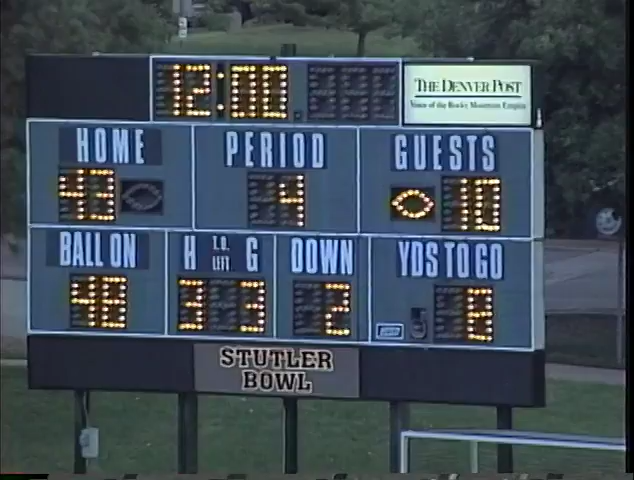 12:00
THE DENVER POST
Voice of the Rocky Mountain Empire
HOME PERIOD GUESTS
43 4 10
BALL ON H T.O. LEFT G DOWN YDS TO GO
48 3 3 2 8
STUTLER
BOWL